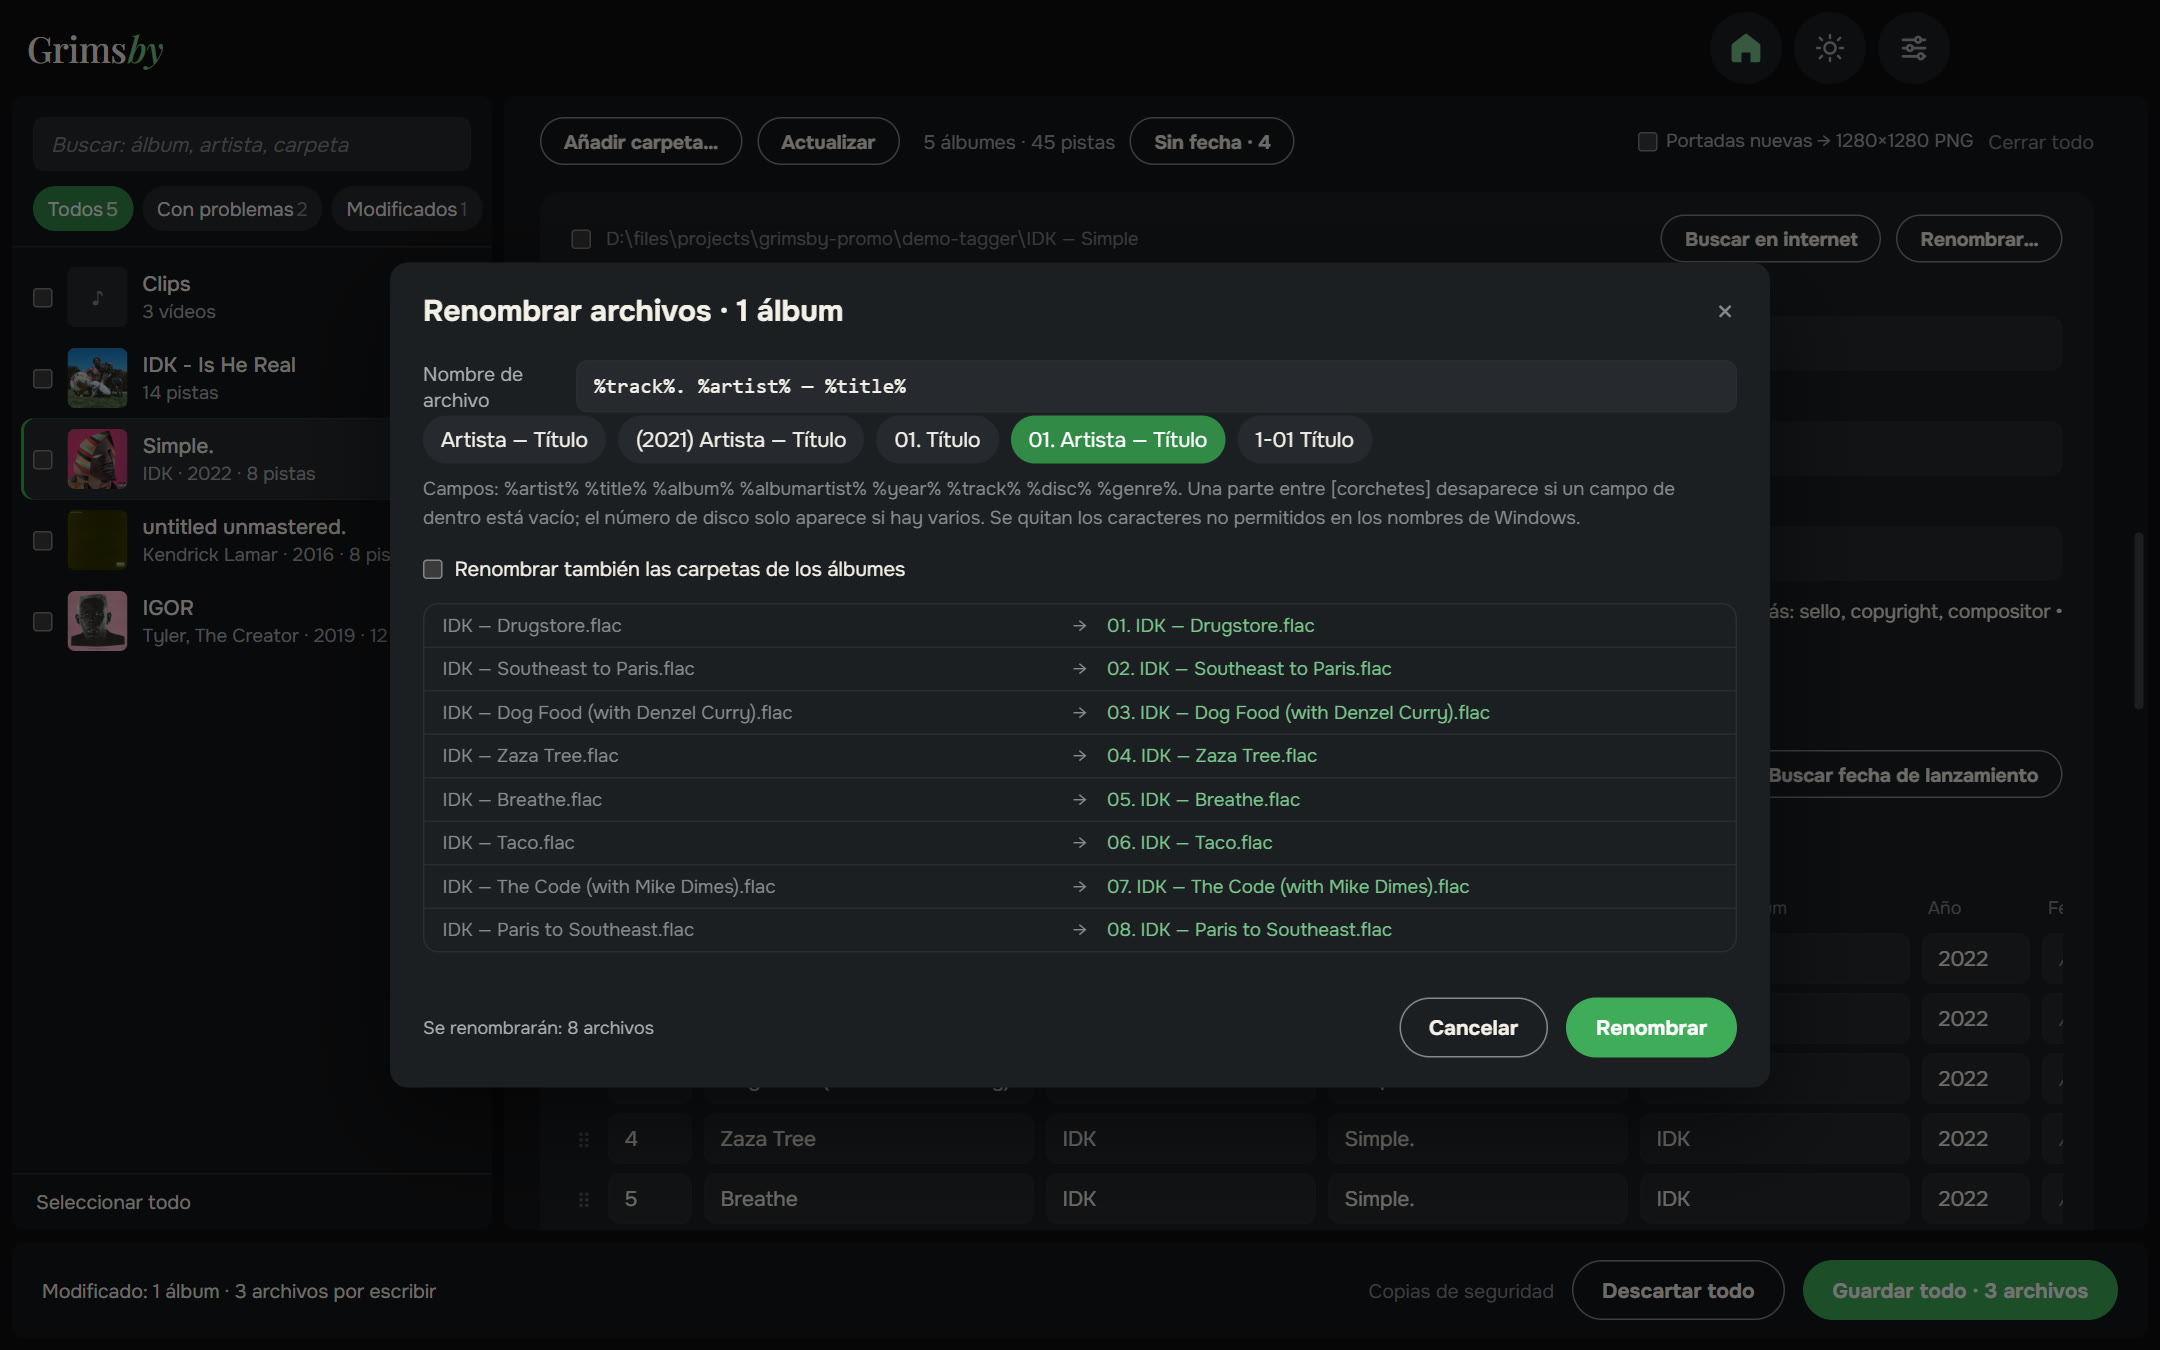 Grimsby
Buscar: álbum, artista, carpeta
Todos 5
Con problemas 2
Modificados 1
Clips
3 vídeos
IDK - Is He Real
14 pistas
Simple.
IDK · 2022 · 8 pistas
untitled unmastered.
Kendrick Lamar · 2016 · 8 pis
IGOR
Tyler, The Creator · 2019 · 12
Seleccionar todo
Añadir carpeta...
Actualizar
5 álbumes · 45 pistas
Sin fecha · 4
Portadas nuevas → 1280×1280 PNG
Cerrar todo
D:\files\projects\grimsby-promo\demo-tagger\IDK — Simple
Buscar en internet
Renombrar...
Renombrar archivos · 1 álbum
×
Nombre de archivo
%track%. %artist% — %title%
Artista — Título
(2021) Artista — Título
01. Título
01. Artista — Título
1-01 Título
Campos: %artist% %title% %album% %albumartist% %year% %track% %disc% %genre%. Una parte entre [corchetes] desaparece si un campo de
dentro está vacío; el número de disco solo aparece si hay varios. Se quitan los caracteres no permitidos en los nombres de Windows.
Renombrar también las carpetas de los álbumes
IDK — Drugstore.flac → 01. IDK — Drugstore.flac
IDK — Southeast to Paris.flac → 02. IDK — Southeast to Paris.flac
IDK — Dog Food (with Denzel Curry).flac → 03. IDK — Dog Food (with Denzel Curry).flac
IDK — Zaza Tree.flac → 04. IDK — Zaza Tree.flac
IDK — Breathe.flac → 05. IDK — Breathe.flac
IDK — Taco.flac → 06. IDK — Taco.flac
IDK — The Code (with Mike Dimes).flac → 07. IDK — The Code (with Mike Dimes).flac
IDK — Paris to Southeast.flac → 08. IDK — Paris to Southeast.flac
Se renombrarán: 8 archivos
Cancelar
Renombrar
ás: sello, copyright, compositor •
Buscar fecha de lanzamiento
Año
2022
2022
2022
4 Zaza Tree IDK Simple. IDK 2022
5 Breathe IDK Simple. IDK 2022
Modificado: 1 álbum · 3 archivos por escribir
Copias de seguridad
Descartar todo
Guardar todo · 3 archivos